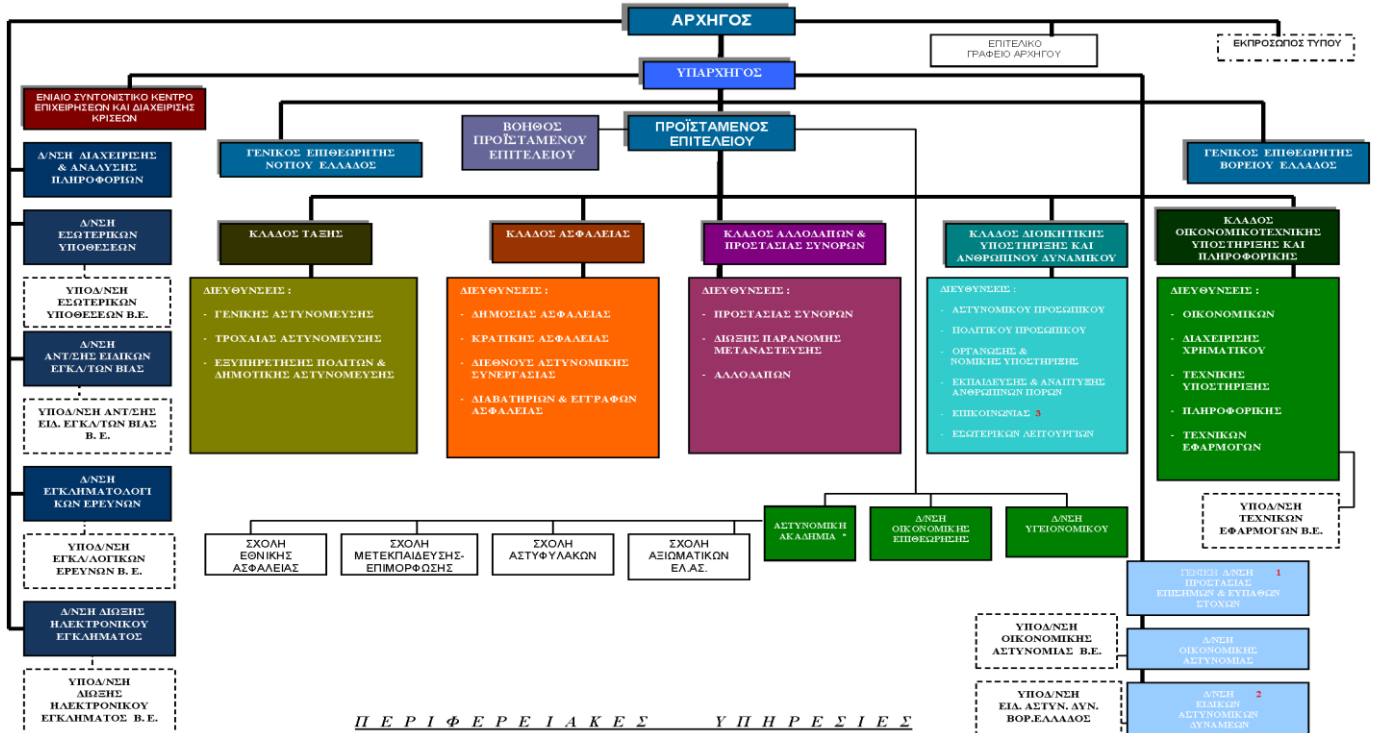 ΑΡΧΗΓΟΣ
ΕΠΙΤΕΛΙΚΟ
ΓΡΑΦΕΙΟ ΑΡΧΗΓΟΥ
ΕΚΠΡΟΣΩΠΟΣ ΤΥΠΟΥ
ΥΠΑΡΧΗΓΟΣ
ΕΝΙΑΙΟ ΣΥΝΤΟΝΙΣΤΙΚΟ ΚΕΝΤΡΟ
ΕΠΙΧΕΙΡΗΣΕΩΝ ΚΑΙ ΔΙΑΧΕΙΡΙΣΗΣ
ΚΡΙΣΕΩΝ
ΒΟΗΘΟΣ
ΠΡΟΪΣΤΑΜΕΝΟΥ
ΕΠΙΤΕΛΕΙΟΥ
ΠΡΟΪΣΤΑΜΕΝΟΣ
ΕΠΙΤΕΛΕΙΟΥ
ΓΕΝΙΚΟΣ ΕΠΙΘΕΩΡΗΤΗΣ
ΝΟΤΙΟΥ ΕΛΛΑΔΟΣ
ΓΕΝΙΚΟΣ ΕΠΙΘΕΩΡΗΤΗΣ
ΒΟΡΕΙΟΥ ΕΛΛΑΔΟΣ
Δ/ΝΣΗ ΔΙΑΧΕΙΡΙΣΗΣ
& ΑΝΑΛΥΣΗΣ
ΠΛΗΡΟΦΟΡΙΩΝ
Δ/ΝΣΗ
ΕΣΩΤΕΡΙΚΩΝ
ΥΠΟΘΕΣΕΩΝ
ΥΠΟΔ/ΝΣΗ
ΕΣΩΤΕΡΙΚΩΝ
ΥΠΟΘΕΣΕΩΝ Β.Ε.
Δ/ΝΣΗ
ΑΝΤ/ΣΗΣ ΕΙΔΙΚΩΝ
ΕΓΚΛ/ΤΩΝ ΒΙΑΣ
ΥΠΟΔ/ΝΣΗ ΑΝΤ/ΣΗΣ
ΕΙΔ. ΕΓΚΛ/ΤΩΝ ΒΙΑΣ
Β. Ε.
Δ/ΝΣΗ
ΕΓΚΛΗΜΑΤΟΛΟΓΙ
ΚΩΝ ΕΡΕΥΝΩΝ
ΥΠΟΔ/ΝΣΗ
ΕΓΚΛ/ΛΟΓΙΚΩΝ
ΕΡΕΥΝΩΝ Β. Ε.
Δ/ΝΣΗ ΔΙΩΞΗΣ
ΗΛΕΚΤΡΟΝΙΚΟΥ
ΕΓΚΛΗΜΑΤΟΣ
ΥΠΟΔ/ΝΣΗ
ΔΙΩΞΗΣ
ΗΛΕΚΤΡΟΝΙΚΟΥ
ΕΓΚΛΗΜΑΤΟΣ Β. Ε.
ΚΛΑΔΟΣ ΤΑΞΗΣ
ΔΙΕΥΘΥΝΣΕΙΣ :
- ΓΕΝΙΚΗΣ ΑΣΤΥΝΟΜΕΥΣΗΣ
- ΤΡΟΧΑΙΑΣ ΑΣΤΥΝΟΜΕΥΣΗΣ
- ΕΞΥΠΗΡΕΤΗΣΗΣ ΠΟΛΙΤΩΝ &
ΔΗΜΟΤΙΚΗΣ ΑΣΤΥΝΟΜΕΥΣΗΣ
ΚΛΑΔΟΣ ΑΣΦΑΛΕΙΑΣ
ΔΙΕΥΘΥΝΣΕΙΣ :
- ΔΗΜΟΣΙΑΣ ΑΣΦΑΛΕΙΑΣ
- ΚΡΑΤΙΚΗΣ ΑΣΦΑΛΕΙΑΣ
- ΔΙΕΘΝΟΥΣ ΑΣΤΥΝΟΜΙΚΗΣ
ΣΥΝΕΡΓΑΣΙΑΣ
- ΔΙΑΒΑΤΗΡΙΩΝ & ΕΓΓΡΑΦΩΝ
ΑΣΦΑΛΕΙΑΣ
ΚΛΑΔΟΣ ΑΛΛΟΔΑΠΩΝ &
ΠΡΟΣΤΑΣΙΑΣ ΣΥΝΟΡΩΝ
ΔΙΕΥΘΥΝΣΕΙΣ :
- ΠΡΟΣΤΑΣΙΑΣ ΣΥΝΟΡΩΝ
- ΔΙΩΞΗΣ ΠΑΡΑΝΟΜΗΣ
ΜΕΤΑΝΑΣΤΕΥΣΗΣ
- ΑΛΛΟΔΑΠΩΝ
ΚΛΑΔΟΣ ΔΙΟΙΚΗΤΙΚΗΣ
ΥΠΟΣΤΗΡΙΞΗΣ ΚΑΙ
ΑΝΘΡΩΠΙΝΟΥ ΔΥΝΑΜΙΚΟΥ
ΔΙΕΥΘΥΝΣΕΙΣ :
- ΑΣΤΥΝΟΜΙΚΟΥ ΠΡΟΣΩΠΙΚΟΥ
- ΠΟΛΙΤΙΚΟΥ ΠΡΟΣΩΠΙΚΟΥ
- ΟΡΓΑΝΩΣΗΣ &
ΝΟΜΙΚΗΣ ΥΠΟΣΤΗΡΙΞΗΣ
- ΕΚΠΑΙΔΕΥΣΗΣ & ΑΝΑΠΤΥΞΗΣ
ΑΝΘΡΩΠΙΝΩΝ ΠΟΡΩΝ
- ΕΠΙΚΟΙΝΩΝΙΑΣ 3
- ΕΣΩΤΕΡΙΚΩΝ ΛΕΙΤΟΥΡΓΙΩΝ
ΚΛΑΔΟΣ
ΟΙΚΟΝΟΜΙΚΟΤΕΧΝΙΚΗΣ
ΥΠΟΣΤΗΡΙΞΗΣ ΚΑΙ
ΠΛΗΡΟΦΟΡΙΚΗΣ
ΔΙΕΥΘΥΝΣΕΙΣ :
- ΟΙΚΟΝΟΜΙΚΩΝ
- ΔΙΑΧΕΙΡΙΣΗΣ
ΧΡΗΜΑΤΙΚΟΥ
- ΤΕΧΝΙΚΗΣ
ΥΠΟΣΤΗΡΙΞΗΣ
- ΠΛΗΡΟΦΟΡΙΚΗΣ
- ΤΕΧΝΙΚΩΝ
ΕΦΑΡΜΟΓΩΝ
ΥΠΟΔ/ΝΣΗ
ΤΕΧΝΙΚΩΝ
ΕΦΑΡΜΟΓΩΝ Β.Ε.
ΣΧΟΛΗ
ΕΘΝΙΚΗΣ
ΑΣΦΑΛΕΙΑΣ
ΣΧΟΛΗ
ΜΕΤΕΚΠΑΙΔΕΥΣΗΣ-
ΕΠΙΜΟΡΦΩΣΗΣ
ΣΧΟΛΗ
ΑΣΤΥΦΥΛΑΚΩΝ
ΣΧΟΛΗ
ΑΞΙΩΜΑΤΙΚΩΝ
ΕΛ.ΑΣ.
ΑΣΤΥΝΟΜΙΚΗ
ΑΚΑΔΗΜΙΑ *
Δ/ΝΣΗ
ΟΙΚΟΝΟΜΙΚΗΣ
ΕΠΙΘΕΩΡΗΣΗΣ
Δ/ΝΣΗ
ΥΓΕΙΟΝΟΜΙΚΟΥ
ΓΕΝΙΚΗ Δ/ΝΣΗ 1
ΠΡΟΣΤΑΣΙΑΣ
ΕΠΙΣΗΜΩΝ & ΕΥΠΑΘΩΝ
ΣΤΟΧΩΝ
ΥΠΟΔ/ΝΣΗ
ΟΙΚΟΝΟΜΙΚΗΣ
ΑΣΤΥΝΟΜΙΑΣ Β.Ε.
Δ/ΝΣΗ
ΟΙΚΟΝΟΜΙΚΗΣ
ΑΣΤΥΝΟΜΙΑΣ
ΥΠΟΔ/ΝΣΗ
ΕΙΔ. ΑΣΤΥΝ. ΔΥΝ.
ΒΟΡ.ΕΛΛΑΔΟΣ
Δ/ΝΣΗ 2
ΕΙΔΙΚΩΝ
ΑΣΤΥΝΟΜΙΚΩΝ
ΔΥΝΑΜΕΩΝ
ΠΕΡΙΦΕΡΕΙΑΚΕΣ ΥΠΗΡΕΣΙΕΣ